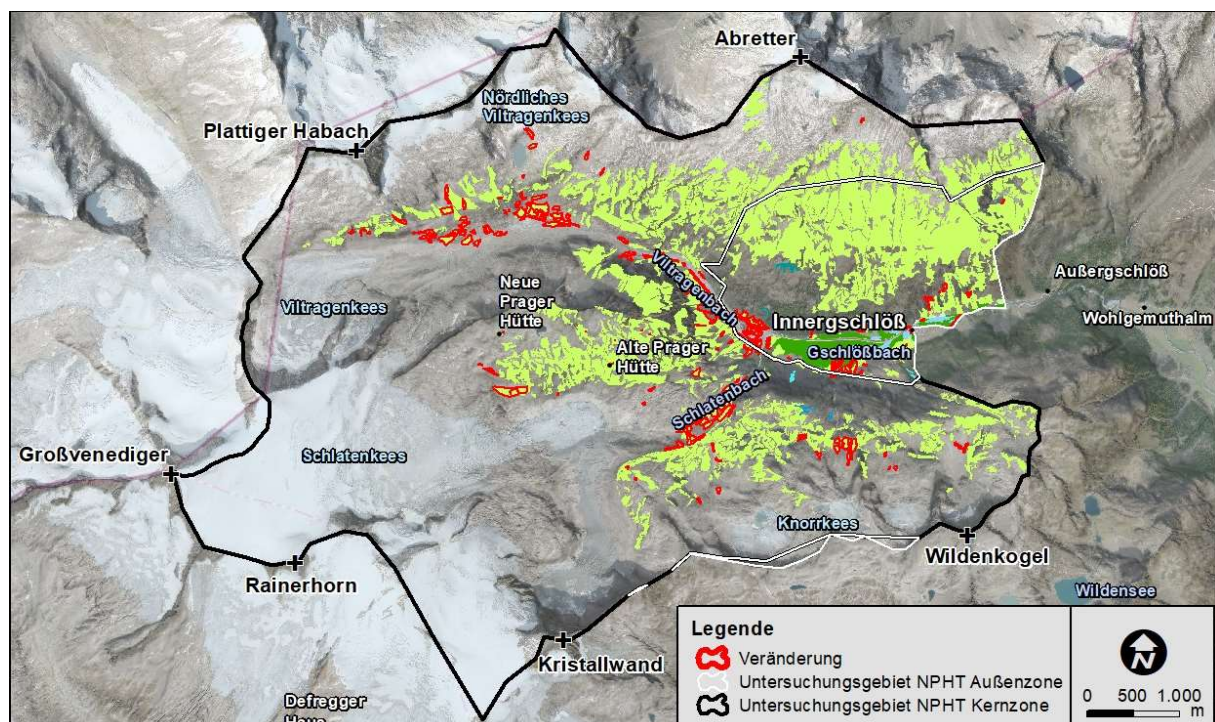 Abretter
Nördliches
Viltragenkees
Plattiger Habach
Viltragenbach
Außergschlöß
Neue
Prager
Hütte
Viltragenkees
Innergschlöß
Wohlgemuthalm
Gschlößbach
Alte Prager
Hütte
Schlatenbach
Großvenediger
Schlatenkees
Knorrkees
Wildenkogel
Rainerhorn
Wildensee
Kristallwand
Defregger
Haus
Legende
Veränderung
Untersuchungsgebiet NPHT Außenzone
Untersuchungsgebiet NPHT Kernzone
N
0 500 1.000
m